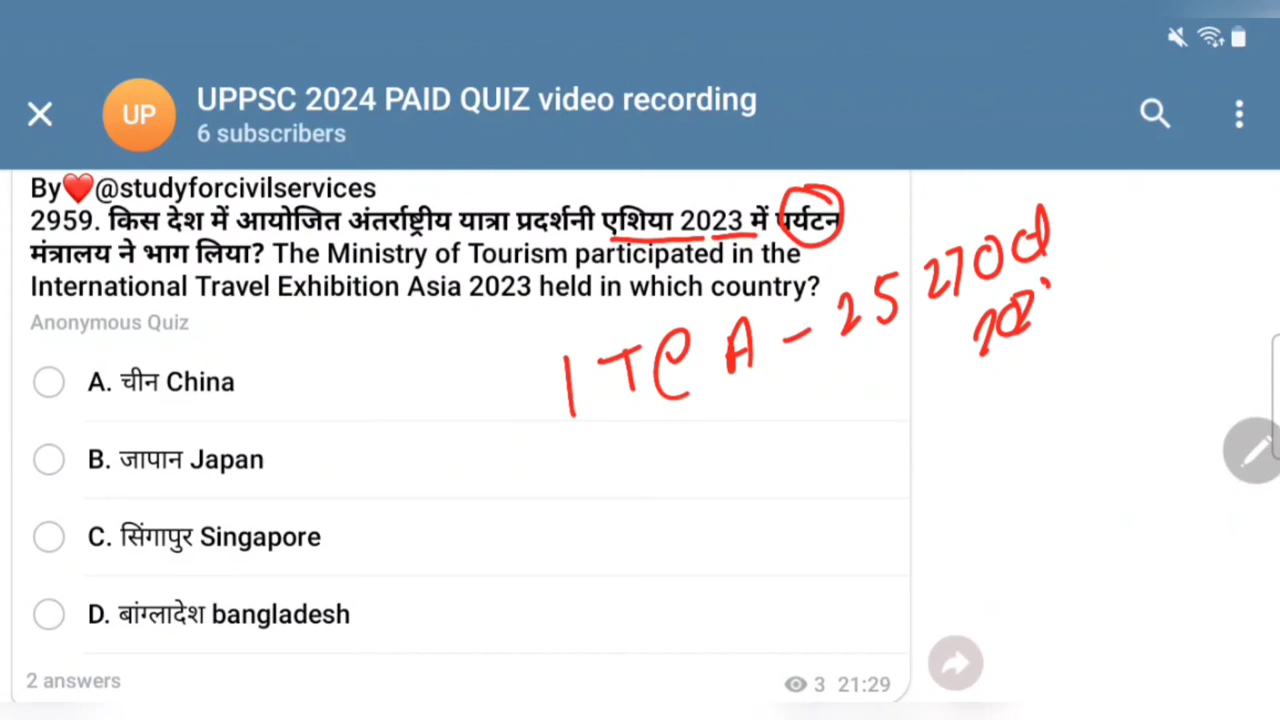 UP
UPPSC 2024 PAID QUIZ video recording
6 subscribers
By❤️@studyforcivilservices
2959. किस देश में आयोजित अंतर्राष्ट्रीय यात्रा प्रदर्शनी एशिया 2023 में पर्यटन
मंत्रालय ने भाग लिया? The Ministry of Tourism participated in the
International Travel Exhibition Asia 2023 held in which country?
Anonymous Quiz
A. चीन China
B. जापान Japan
C. सिंगापुर Singapore
D. बांग्लादेश bangladesh
2 answers
3 21:29